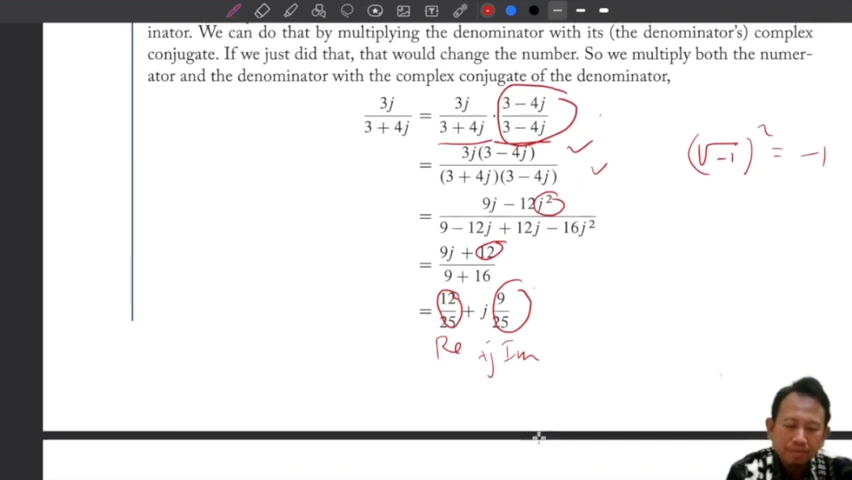 inator. We can do that by multiplying the denominator with its (the denominator's) complex
conjugate. If we just did that, that would change the number. So we multiply both the numer-
ator and the denominator with the complex conjugate of the denominator,
3j / 3 + 4j = 3j / 3 + 4j · 3 − 4j / 3 − 4j
= 3j(3 − 4j) / (3 + 4j)(3 − 4j)
(√−1)² = −1
= 9j − 12j² / 9 − 12j + 12j − 16j²
= 9j + 12 / 9 + 16
= 12 / 25 + j 9 / 25
Re
Im